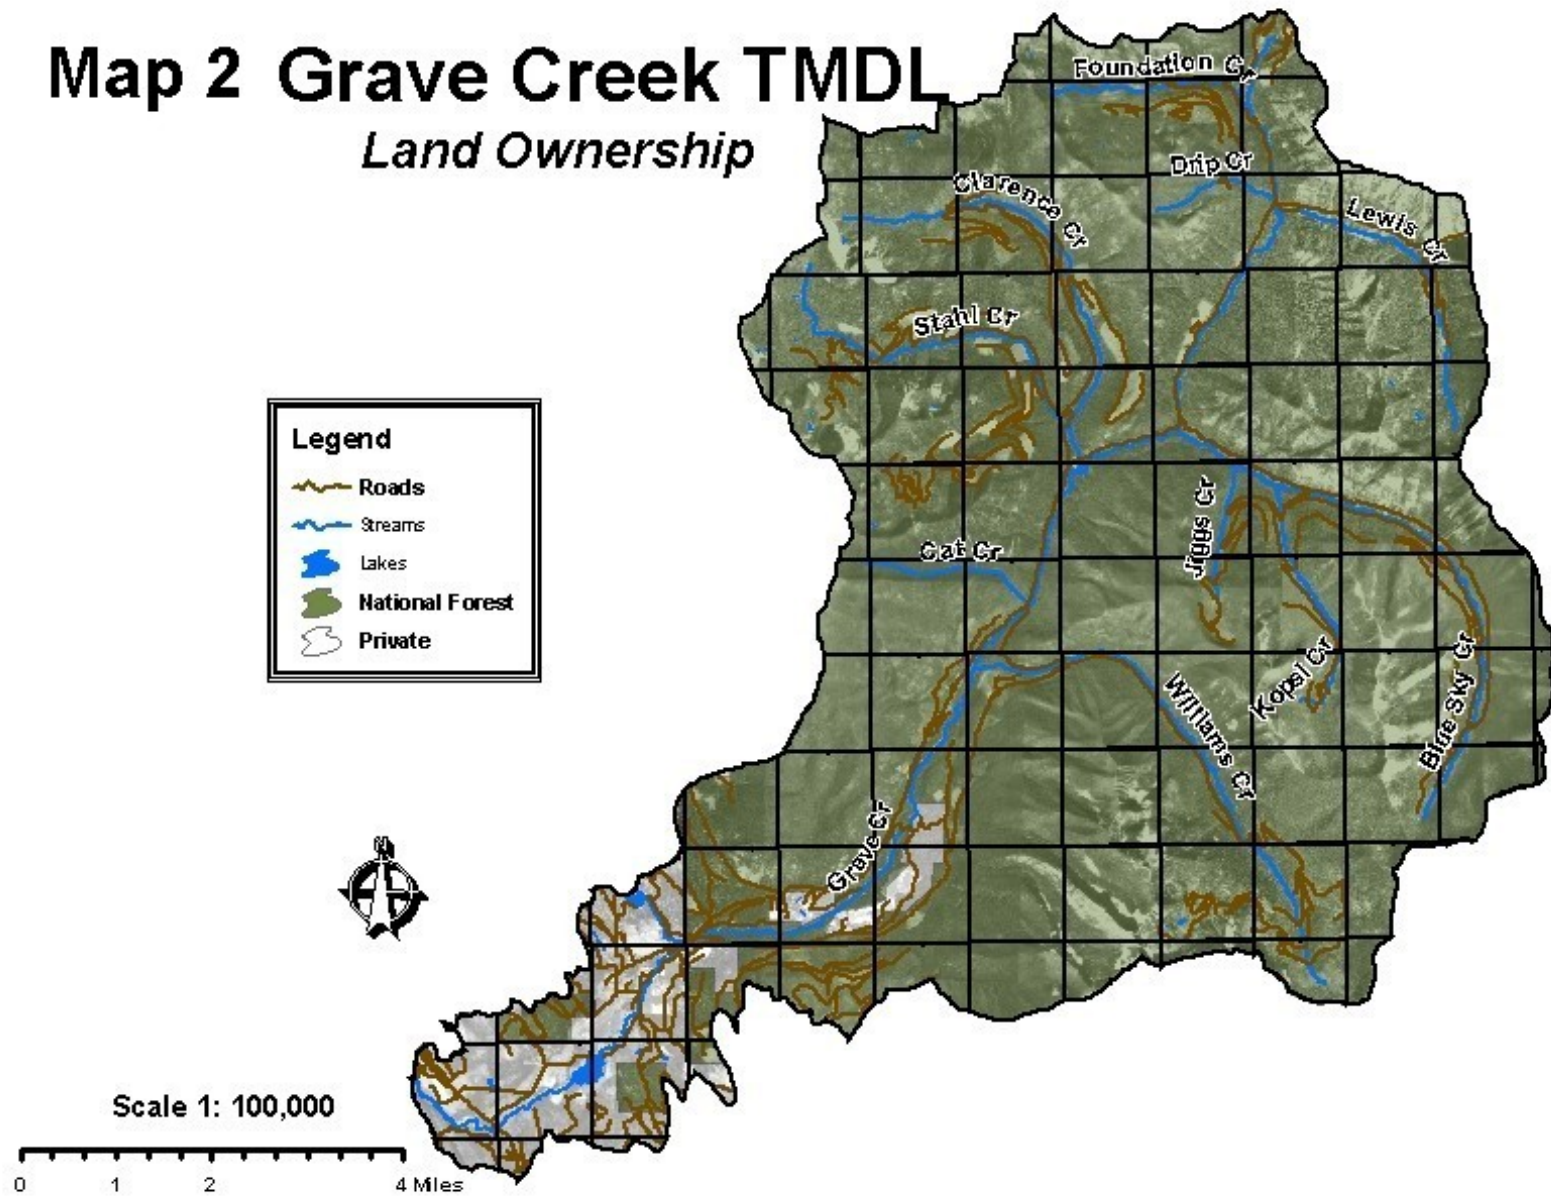 Map 2 Grave Creek TMDL
Land Ownership
Foundation Cr
Drip Cr
Clarence Cr
Lewis Cr
Stahl Cr
Legend
Roads
Streams
Lakes
National Forest
Private
Jiggs Cr
Cat Cr
Kopsl Cr
Blue Sky Cr
Williams Cr
Grave Cr
N
Scale 1: 100,000
0 1 2 4 Miles